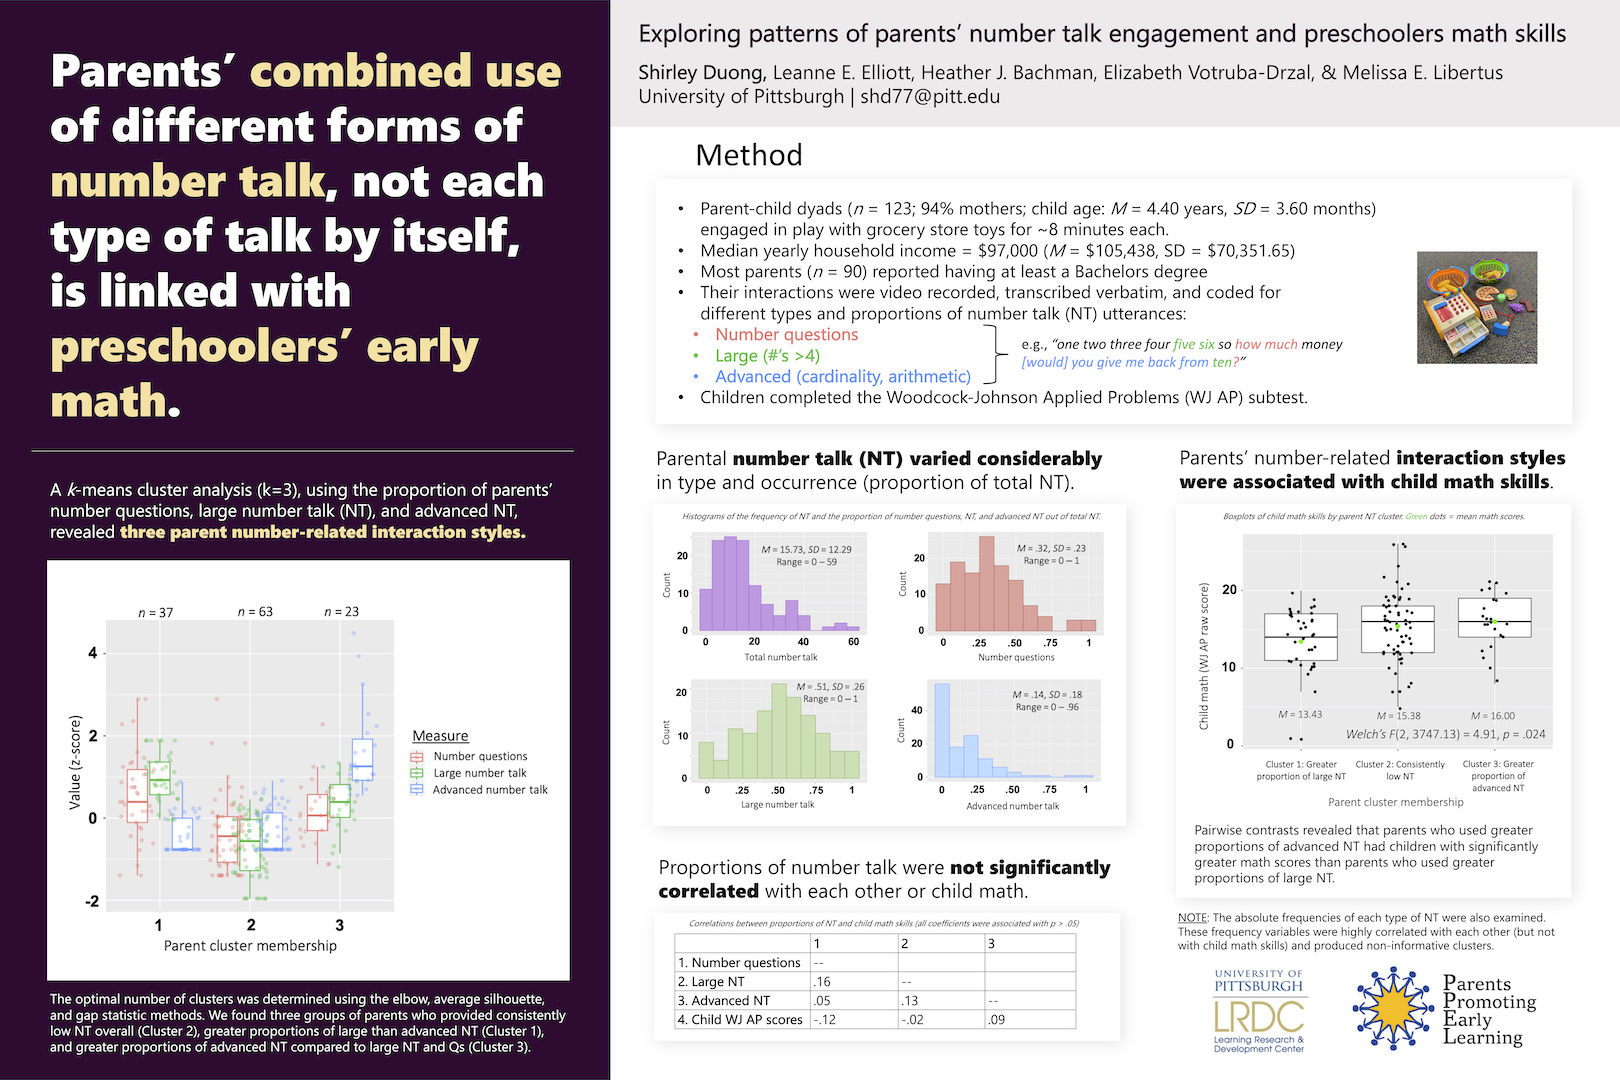 Parents’ combined use
of different forms of
number talk, not each
type of talk by itself,
is linked with
preschoolers’ early
math.
A k-means cluster analysis (k=3), using the proportion of parents’
number questions, large number talk (NT), and advanced NT,
revealed three parent number-related interaction styles.
n = 37
n = 63
n = 23
Value (z-score)
4
2
0
-2
1
2
3
Parent cluster membership
Measure
Number questions
Large number talk
Advanced number talk
The optimal number of clusters was determined using the elbow, average silhouette,
and gap statistic methods. We found three groups of parents who provided consistently
low NT overall (Cluster 2), greater proportions of large than advanced NT (Cluster 1),
and greater proportions of advanced NT compared to large NT and Qs (Cluster 3).
Exploring patterns of parents’ number talk engagement and preschoolers math skills
Shirley Duong, Leanne E. Elliott, Heather J. Bachman, Elizabeth Votruba-Drzal, & Melissa E. Libertus
University of Pittsburgh | shd77@pitt.edu
Method
• Parent-child dyads (n = 123; 94% mothers; child age: M = 4.40 years, SD = 3.60 months)
engaged in play with grocery store toys for ~8 minutes each.
• Median yearly household income = $97,000 (M = $105,438, SD = $70,351.65)
• Most parents (n = 90) reported having at least a Bachelors degree
• Their interactions were video recorded, transcribed verbatim, and coded for
different types and proportions of number talk (NT) utterances:
• Number questions
• Large (#’s >4)
• Advanced (cardinality, arithmetic)
e.g., “one two three four five six so how much money
[would] you give me back from ten?”
• Children completed the Woodcock-Johnson Applied Problems (WJ AP) subtest.
Parental number talk (NT) varied considerably
in type and occurrence (proportion of total NT).
Histograms of the frequency of NT and the proportion of number questions, NT, and advanced NT out of total NT.
Count
20
10
0
M = 15.73, SD = 12.29
Range = 0 – 59
0 20 40 60
Total number talk
Count
20
10
0
M = .32, SD = .23
Range = 0 – 1
0 .25 .50 .75 1
Number questions
Count
20
10
0
M = .51, SD = .26
Range = 0 – 1
0 .25 .50 .75 1
Large number talk
Count
40
20
0
M = .14, SD = .18
Range = 0 – .96
0 .25 .50 .75 1
Advanced number talk
Proportions of number talk were not significantly
correlated with each other or child math.
Correlations between proportions of NT and child math skills (all coefficients were associated with p > .05)
1 2 3
1. Number questions --
2. Large NT .16 --
3. Advanced NT .05 .13 --
4. Child WJ AP scores -.12 -.02 .09
Parents’ number-related interaction styles
were associated with child math skills.
Boxplots of child math skills by parent NT cluster. Green dots = mean math scores.
Child math (WJ AP raw score)
20
10
0
M = 13.43
M = 15.38
M = 16.00
Welch’s F(2, 3747.13) = 4.91, p = .024
Cluster 1: Greater
proportion of large NT
Cluster 2: Consistently
low NT
Cluster 3: Greater
proportion of
advanced NT
Parent cluster membership
Pairwise contrasts revealed that parents who used greater
proportions of advanced NT had children with significantly
greater math scores than parents who used greater
proportions of large NT.
NOTE: The absolute frequencies of each type of NT were also examined.
These frequency variables were highly correlated with each other (but not
with child math skills) and produced non-informative clusters.
UNIVERSITY OF
PITTSBURGH
LRDC
Learning Research &
Development Center
Parents
Promoting
Early
Learning